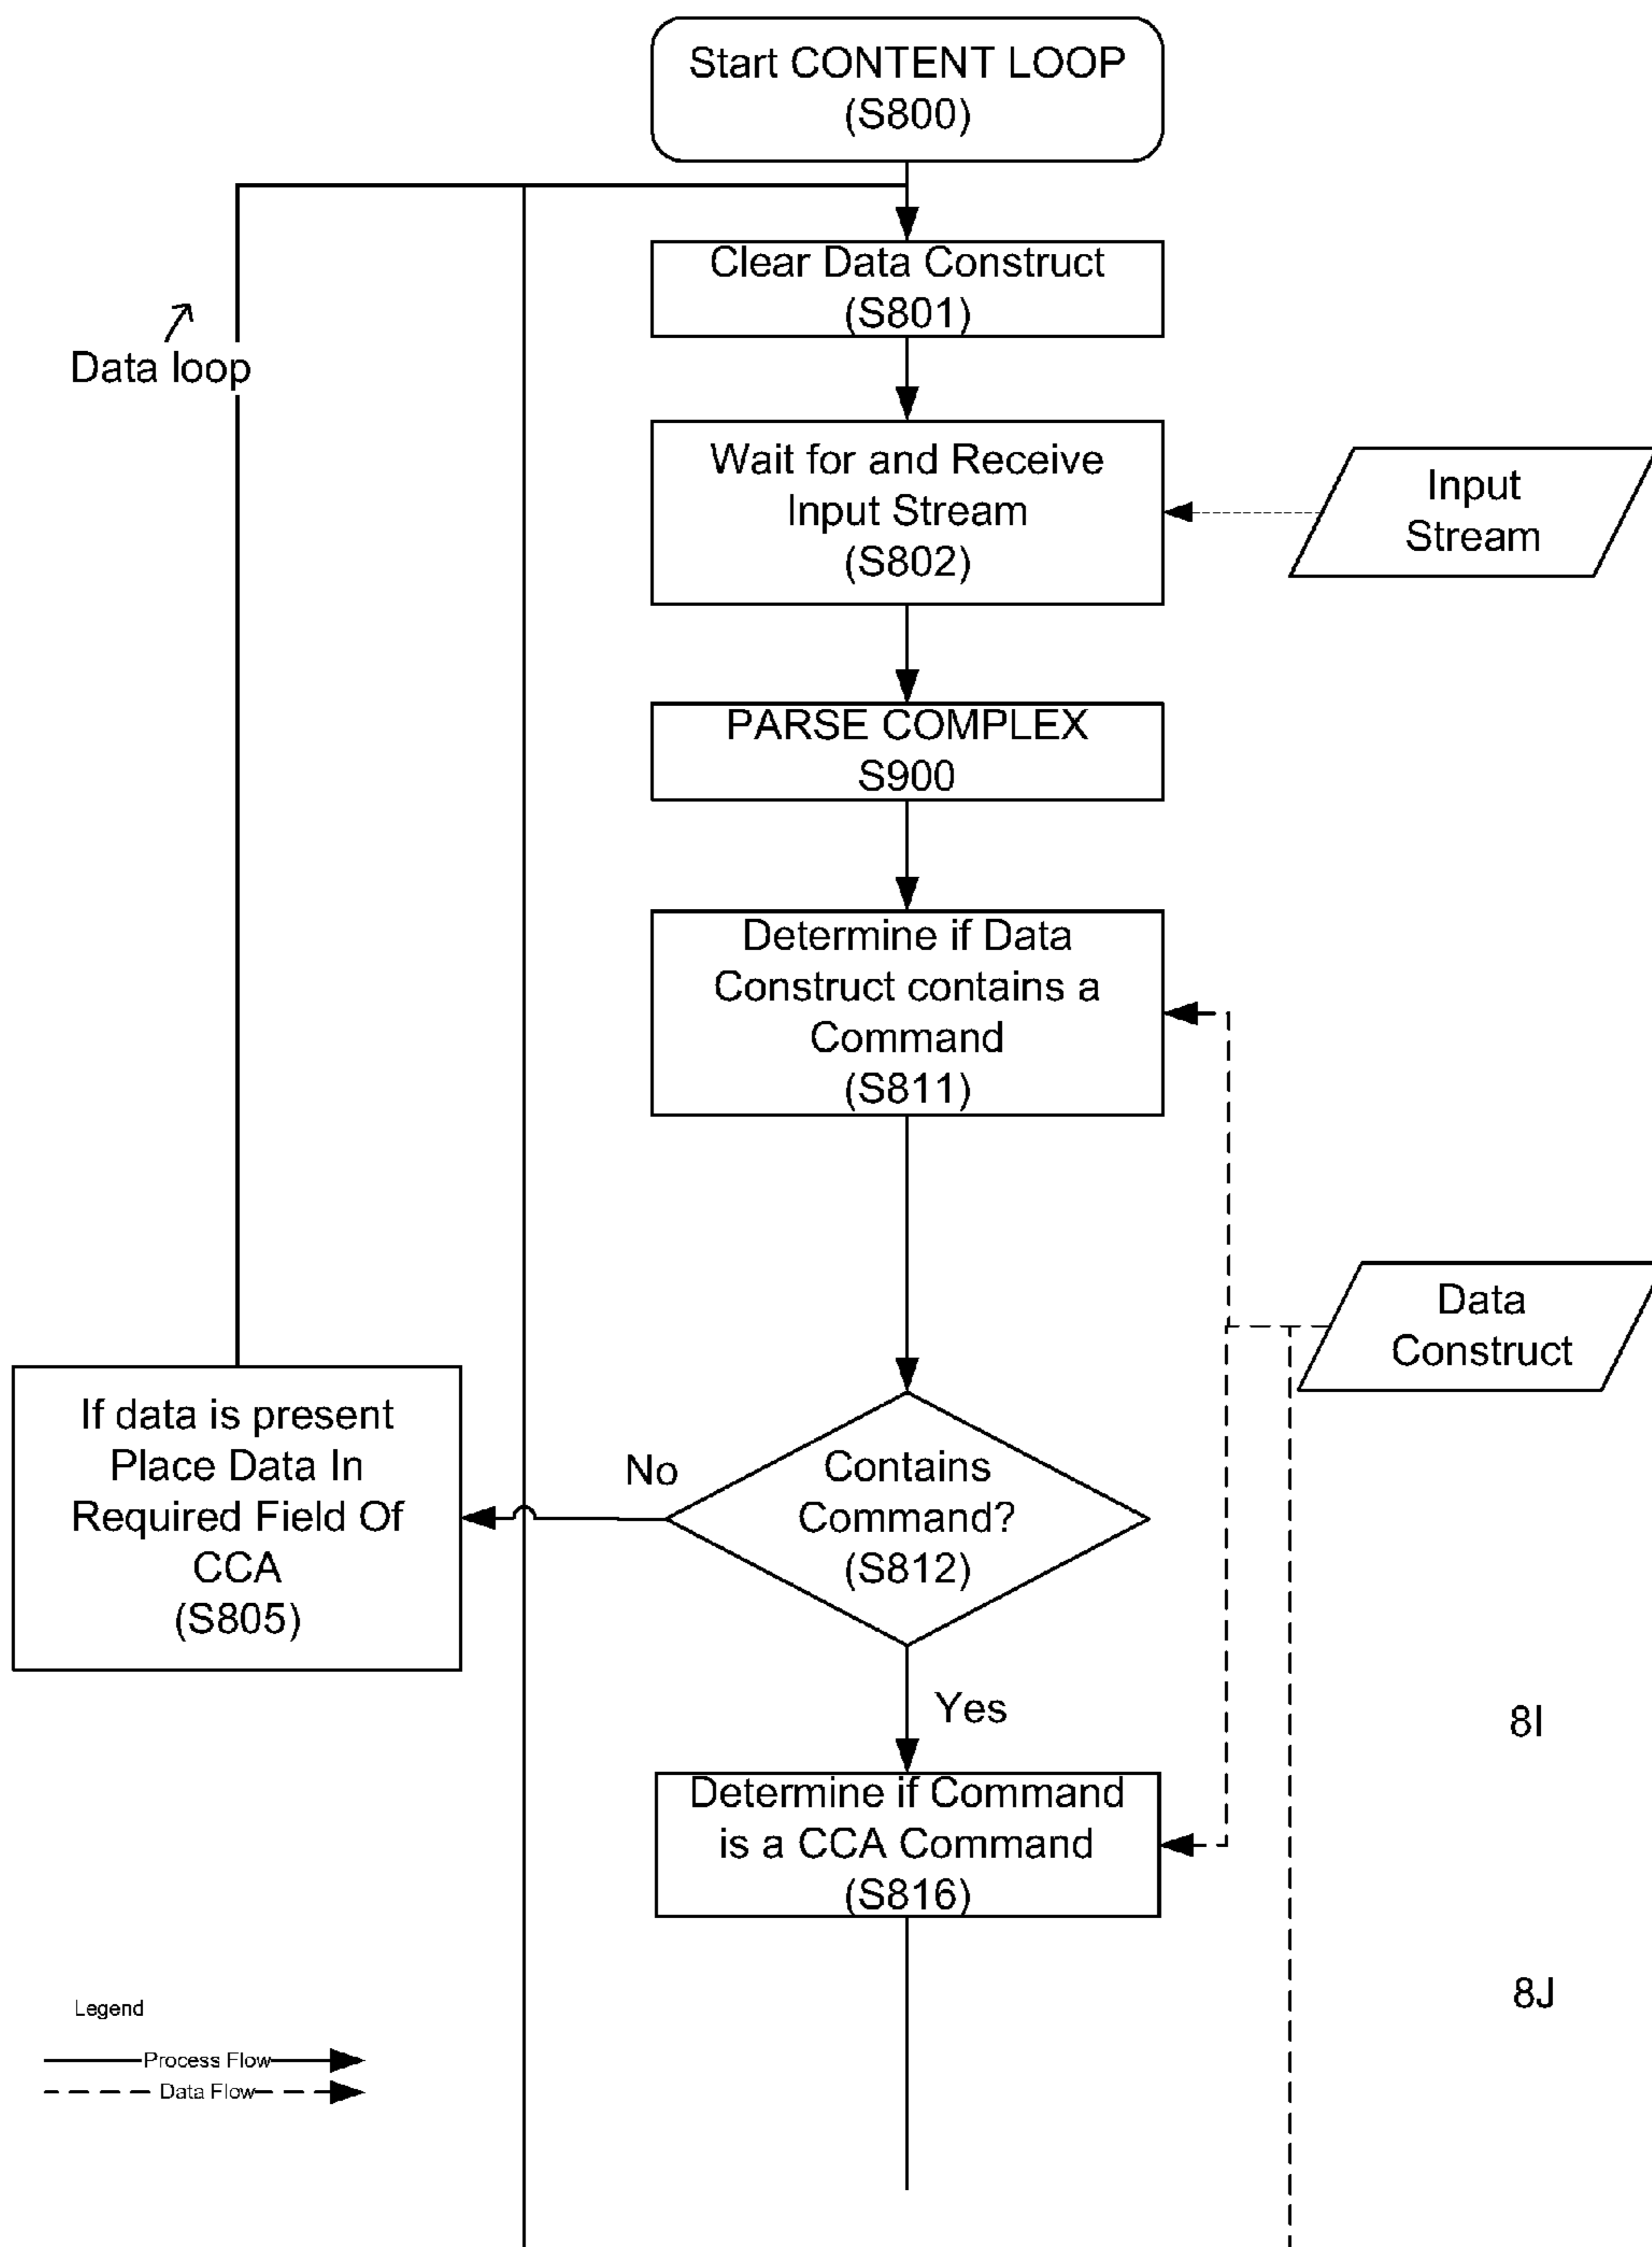 Start CONTENT LOOP
(S800)
Clear Data Construct
(S801)
Data loop
Wait for and Receive
Input Stream
(S802)
Input
Stream
PARSE COMPLEX
S900
Determine if Data
Construct contains a
Command
(S811)
Data
Construct
If data is present
Place Data In
Required Field Of
CCA
(S805)
No
Contains
Command?
(S812)
Yes
8I
Determine if Command
is a CCA Command
(S816)
8J
Legend
Process Flow
Data Flow